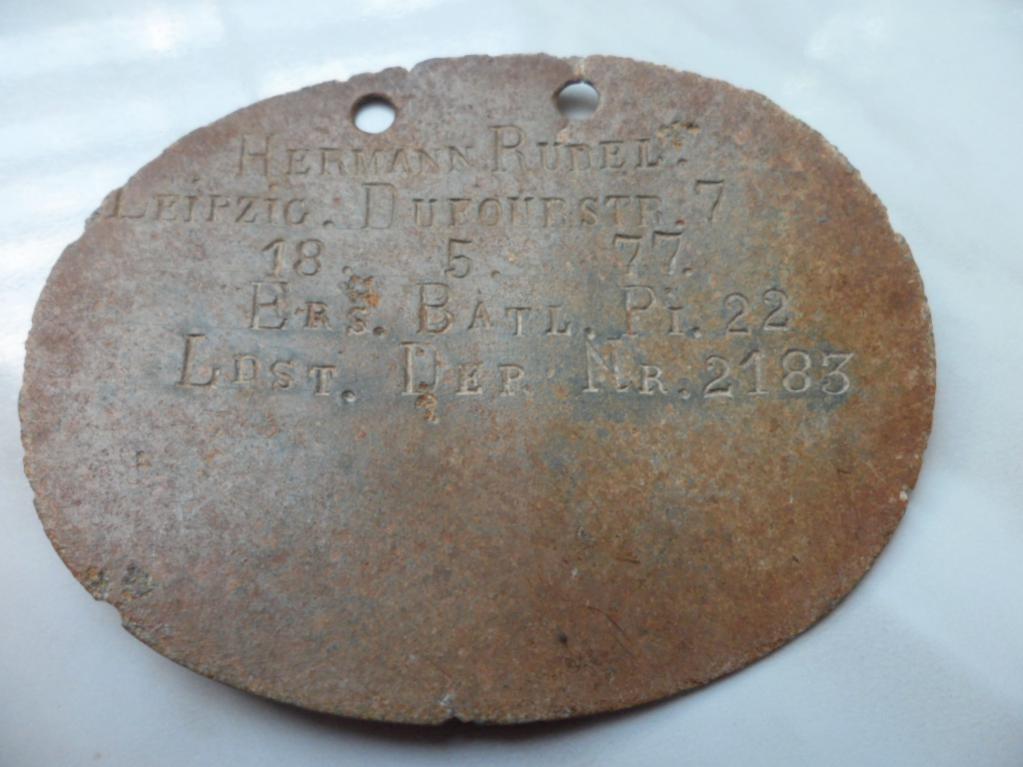 HERMANN RUDEL.
LEIPZIG. DUFOURSTR. 7
18. 5. 77.
ERS. BATL. PI. 22
LDST. DEP. NR. 2183